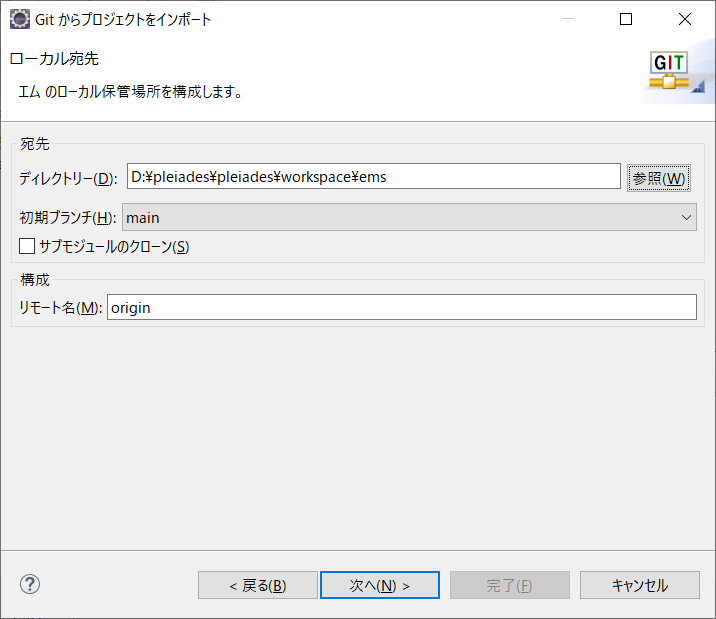 Git からプロジェクトをインポート
ローカル宛先
エム のローカル保管場所を構成します。
GIT
宛先
ディレクトリー(D): D:¥pleiades¥pleiades¥workspace¥ems 参照(W)
初期ブランチ(H): main
サブモジュールのクローン(S)
構成
リモート名(M): origin
? < 戻る(B) 次へ(N) > 完了(F) キャンセル